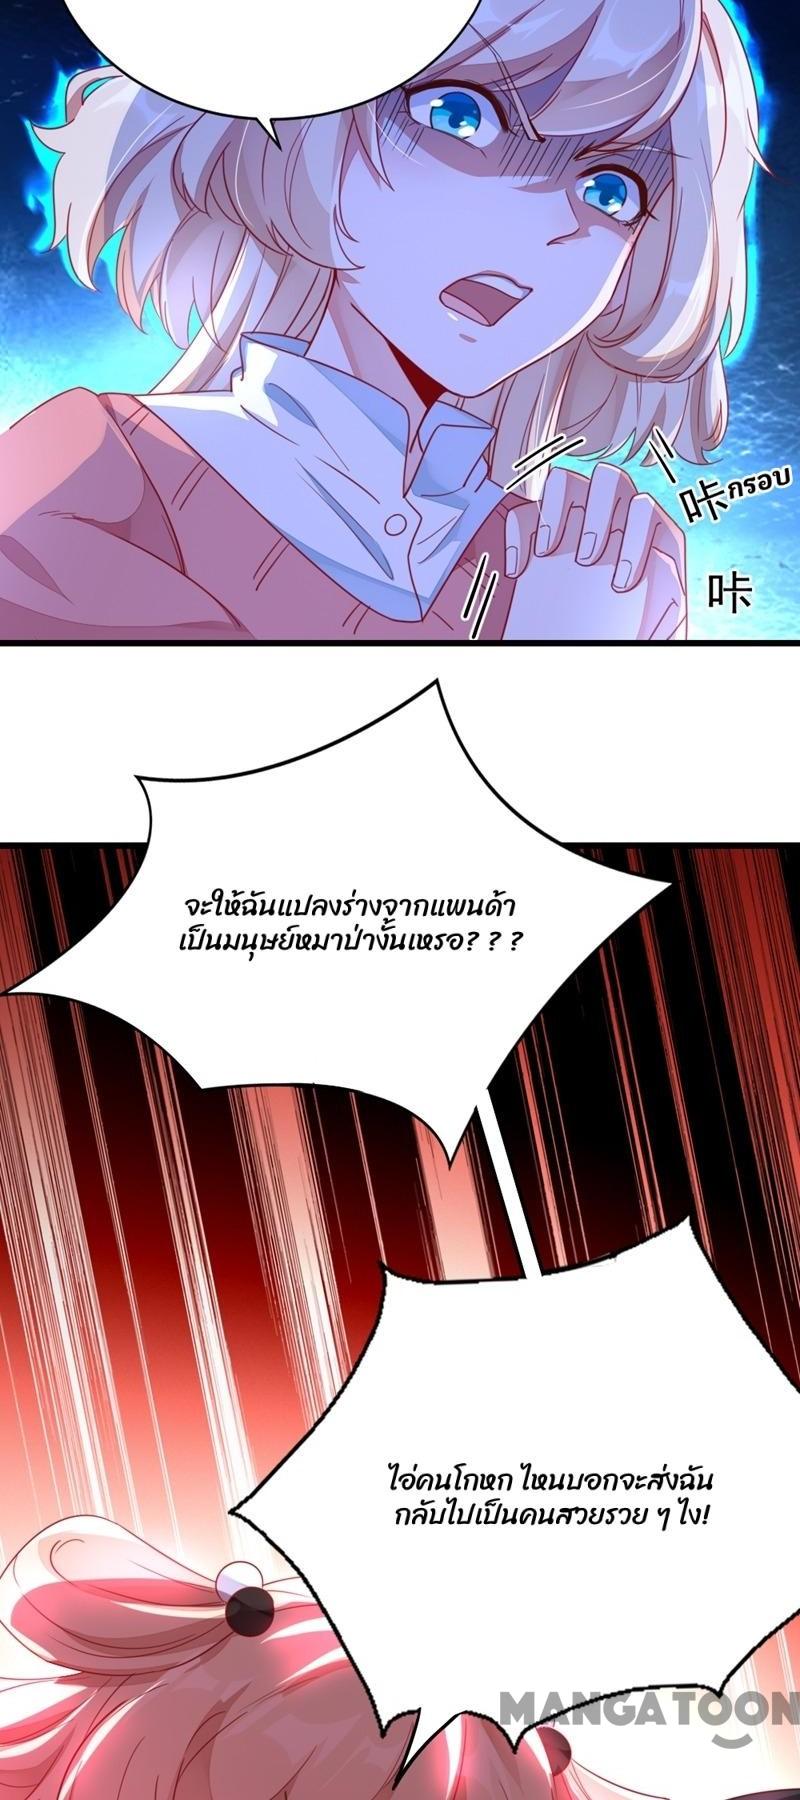 咔กรอบ
咔
จะให้ฉันแปลงร่างจากแพนด้า
เป็นมนุษย์หมาป่างั้นเหรอ? ? ?
ไอ่คนโกหก ไหนบอกจะส่งฉัน
กลับไปเป็นคนสวยรวย ๆ ไง!
MANGATOON